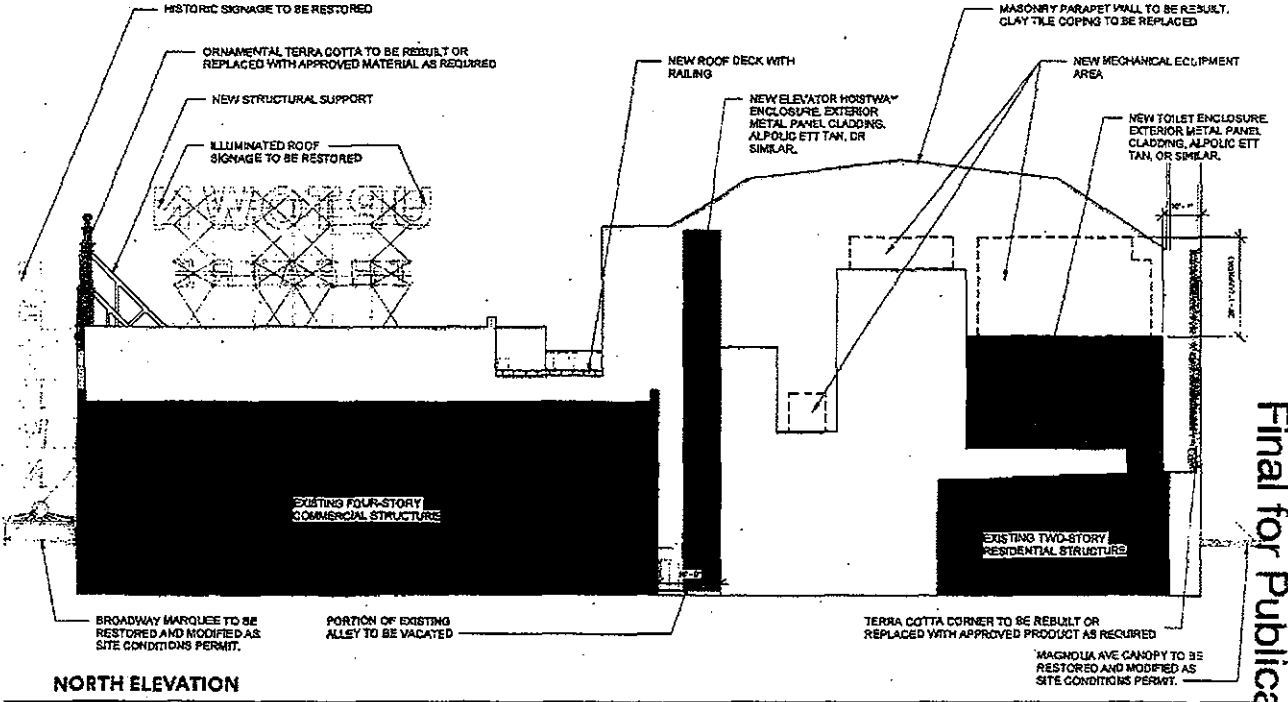 HISTORIC SIGNAGE TO BE RESTORED
ORNAMENTAL TERRA COTTA TO BE REBUILT OR
REPLACED WITH APPROVED MATERIAL AS REQUIRED
NEW STRUCTURAL SUPPORT
ILLUMINATED ROOF
SIGNAGE TO BE RESTORED
UPTOWN
NEW ROOF DECK WITH
RAILING
NEW ELEVATOR HOISTWAY
ENCLOSURE, EXTERIOR
METAL PANEL CLADDING,
ALPOLIC ETT TAN, OR
SIMILAR.
MASONRY PARAPET WALL TO BE REBUILT.
CLAY TILE COPING TO BE REPLACED
NEW MECHANICAL EQUIPMENT
AREA
NEW TOILET ENCLOSURE,
EXTERIOR METAL PANEL
CLADDING, ALPOLIC ETT
TAN, OR SIMILAR.
EXISTING FOUR-STORY
COMMERCIAL STRUCTURE
EXISTING TWO-STORY
RESIDENTIAL STRUCTURE
BROADWAY MARQUEE TO BE
RESTORED AND MODIFIED AS
SITE CONDITIONS PERMIT.
PORTION OF EXISTING
ALLEY TO BE VACATED
TERRA COTTA CORNER TO BE REBUILT OR
REPLACED WITH APPROVED PRODUCT AS REQUIRED
MAGNOLIA AVE CANOPY TO BE
RESTORED AND MODIFIED AS
SITE CONDITIONS PERMIT.
NORTH ELEVATION
Final for Publica